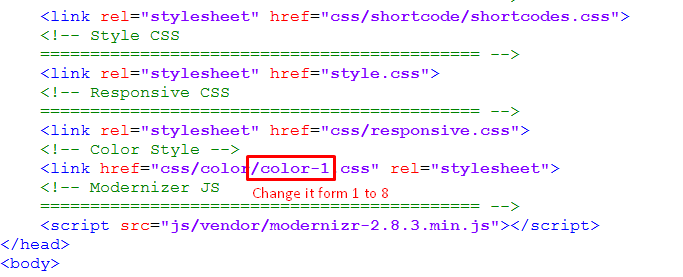 <link rel="stylesheet" href="css/shortcode/shortcodes.css">
<!-- Style CSS
============================================ -->
<link rel="stylesheet" href="style.css">
<!-- Responsive CSS
============================================ -->
<link rel="stylesheet" href="css/responsive.css">
<!-- Color Style -->
<link href="css/color/color-1.css" rel="stylesheet">
<!-- Modernizer JS
Change it form 1 to 8
============================================ -->
<script src="js/vendor/modernizr-2.8.3.min.js"></script>
</head>
<body>